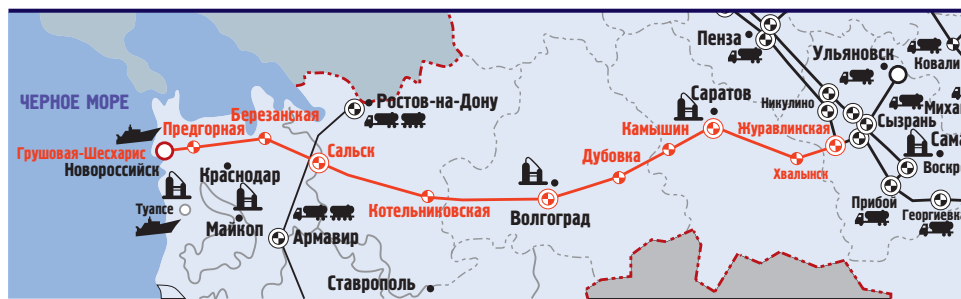 Пенза
Ульяновск
Ковали
ЧЕРНОЕ МОРЕ
Ростов-на-Дону
Саратов
Никулино
Миха
Березанская
Сызрань
Предгорная
Камышин
Журавлинская
Сама
Грушовая-Шесхарис
Новороссийск
Сальск
Дубовка
Хвалынск
Воскр
Краснодар
Котельниковская
Волгоград
Прибой
Георгиевка
Туапсе
Майкоп
Армавир
Ставрополь